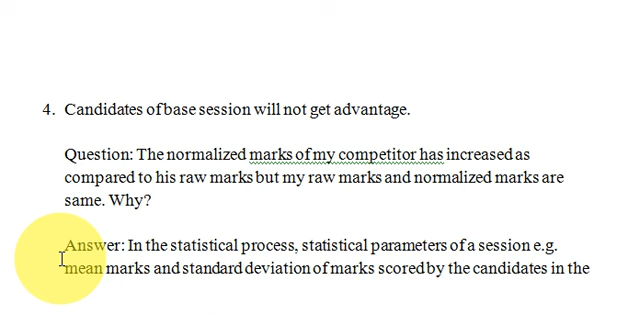 4. Candidates of base session will not get advantage.
Question: The normalized marks of my competitor has increased as
compared to his raw marks but my raw marks and normalized marks are
same. Why?
Answer: In the statistical process, statistical parameters of a session e.g.
mean marks and standard deviation of marks scored by the candidates in the